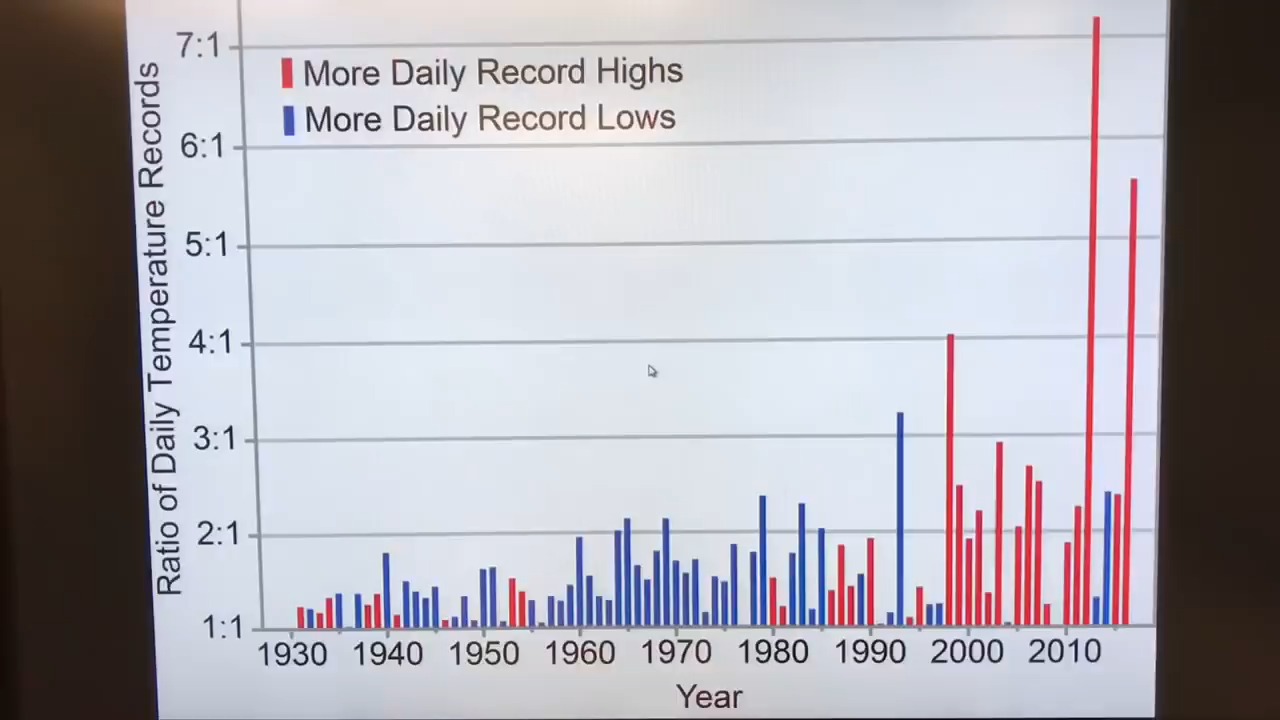 7:1
6:1
5:1
4:1
3:1
2:1
1:1
Ratio of Daily Temperature Records
More Daily Record Highs
More Daily Record Lows
1930 1940 1950 1960 1970 1980 1990 2000 2010
Year